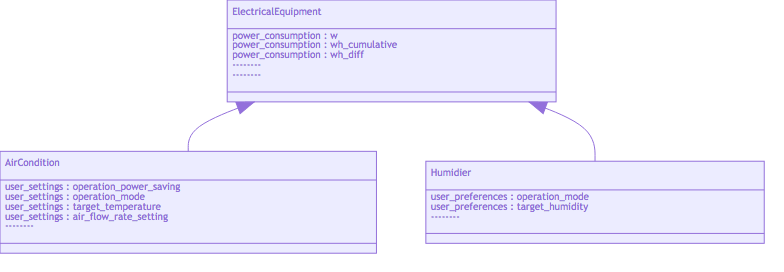 ElectricalEquipment
power_consumption : w
power_consumption : wh_cumulative
power_consumption : wh_diff
--------
--------
AirCondition
user_settings : operation_power_saving
user_settings : operation_mode
user_settings : target_temperature
user_settings : air_flow_rate_setting
--------
Humidier
user_preferences : operation_mode
user_preferences : target_humidity
--------